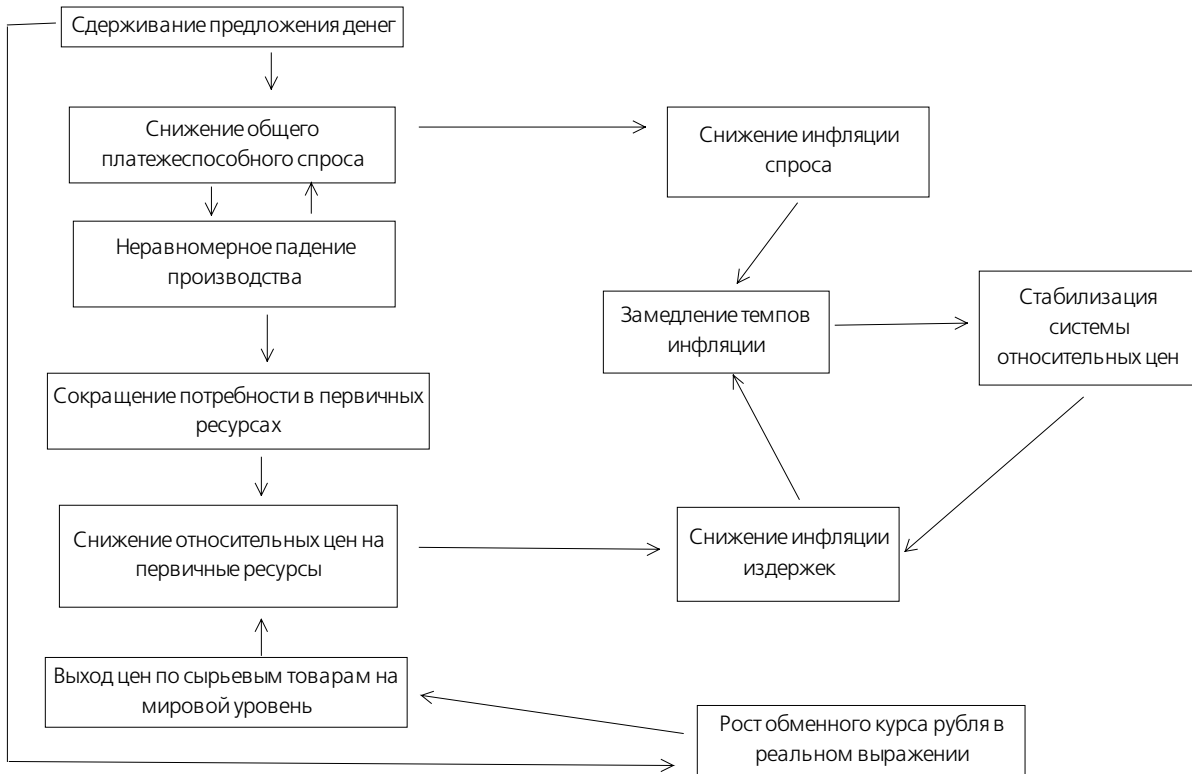 Сдерживание предложения денег
Снижение общего
платежеспособного спроса
Снижение инфляции
спроса
Неравномерное падение
производства
Замедление темпов
инфляции
Стабилизация
системы
относительных цен
Сокращение потребности в первичных
ресурсах
Снижение относительных цен на
первичные ресурсы
Снижение инфляции
издержек
Выход цен по сырьевым товарам на
мировой уровень
Рост обменного курса рубля в
реальном выражении